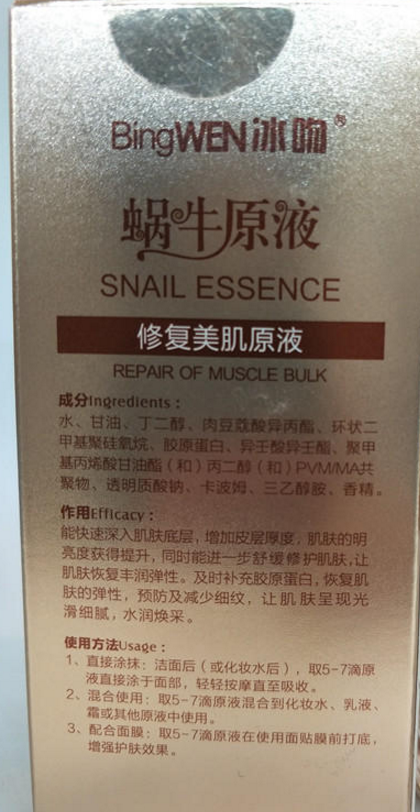 BingWEN冰吻®
蜗牛原液
SNAIL ESSENCE
修复美肌原液
REPAIR OF MUSCLE BULK
成分Ingredients：
水、甘油、丁二醇、肉豆蔻酸异丙酯、环状二
甲基聚硅氧烷、胶原蛋白、异壬酸异壬酯、聚甲
基丙烯酸甘油酯（和）丙二醇（和）PVM/MA共
聚物、透明质酸钠、卡波姆、三乙醇胺、香精。
作用Efficacy：
能快速深入肌肤底层，增加皮层厚度，肌肤的明
亮度获得提升，同时能进一步舒缓修护肌肤，让
肌肤恢复丰润弹性。及时补充胶原蛋白，恢复肌
肤的弹性，预防及减少细纹，让肌肤呈现光
滑细腻，水润焕采。
使用方法Usage：
1、直接涂抹：洁面后（或化妆水后），取5-7滴原
液直接涂于面部，轻轻按摩直至吸收。
2、混合使用：取5-7滴原液混合到化妆水、乳液、
霜或其他原液中使用。
3、配合面膜：取5-7滴原液在使用面贴膜前打底，
增强护肤效果。